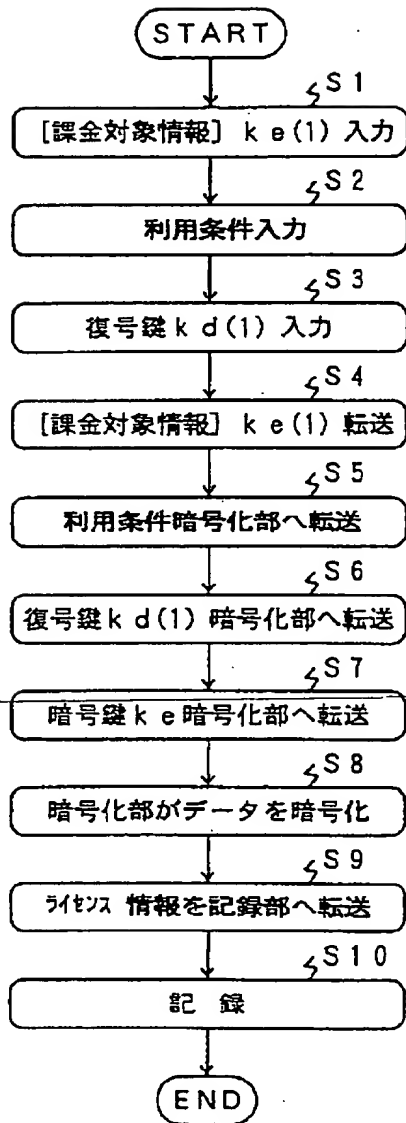 START
S1
[課金対象情報] ke(1) 入力
S2
利用条件入力
S3
復号鍵kd(1) 入力
S4
[課金対象情報] ke(1) 転送
S5
利用条件暗号化部へ転送
S6
復号鍵kd(1) 暗号化部へ転送
S7
暗号鍵ke暗号化部へ転送
S8
暗号化部がデータを暗号化
S9
ライセンス 情報を記録部へ転送
S10
記 録
END